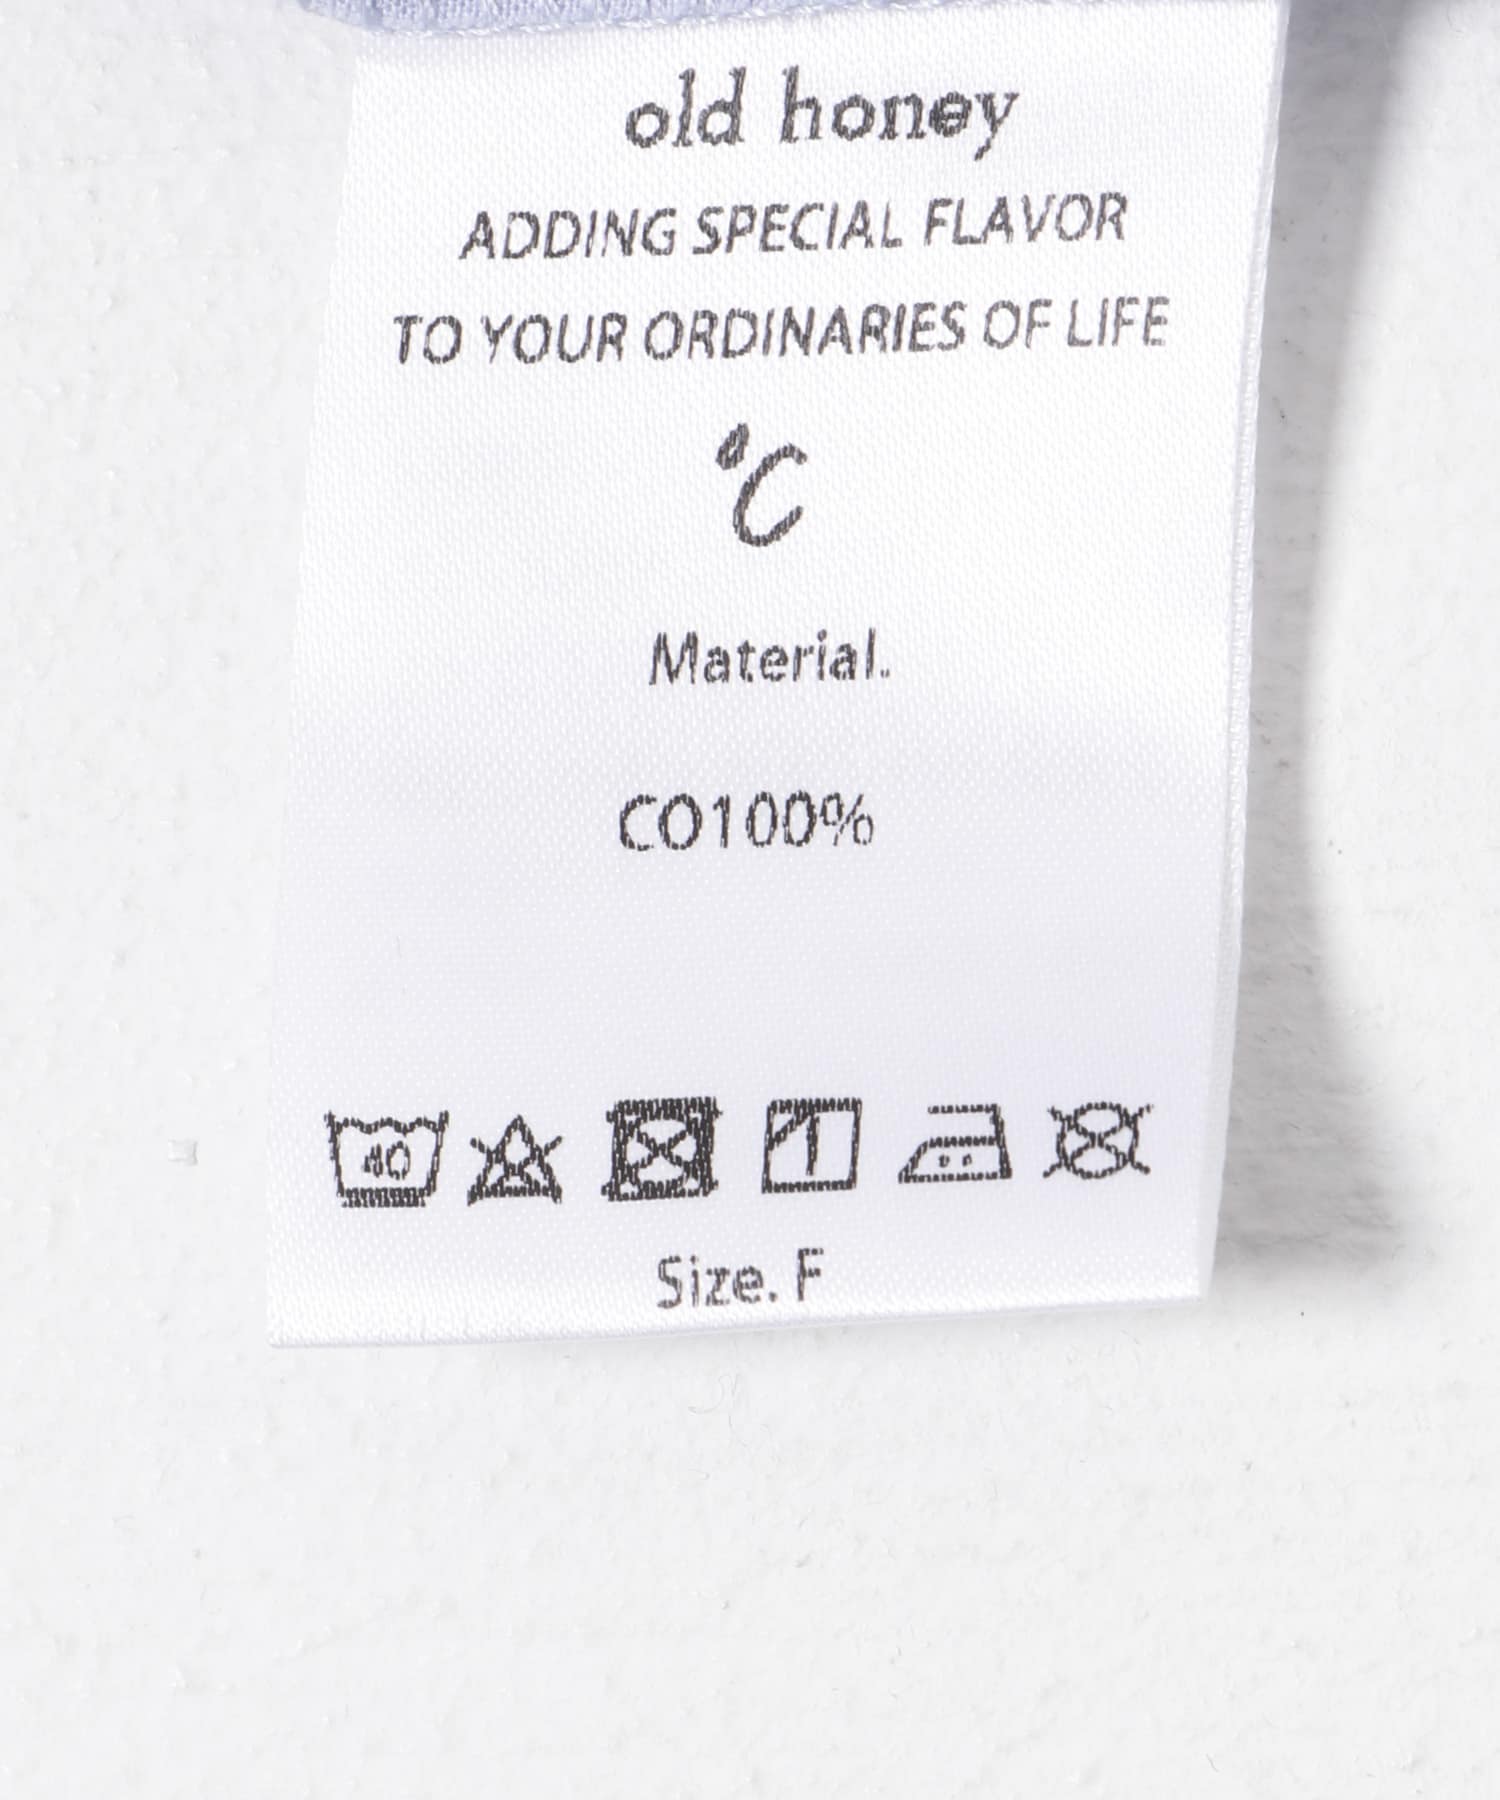 old honey
ADDING SPECIAL FLAVOR
TO YOUR ORDINARIES OF LIFE
°C
Material.
CO100%
40
Size. F